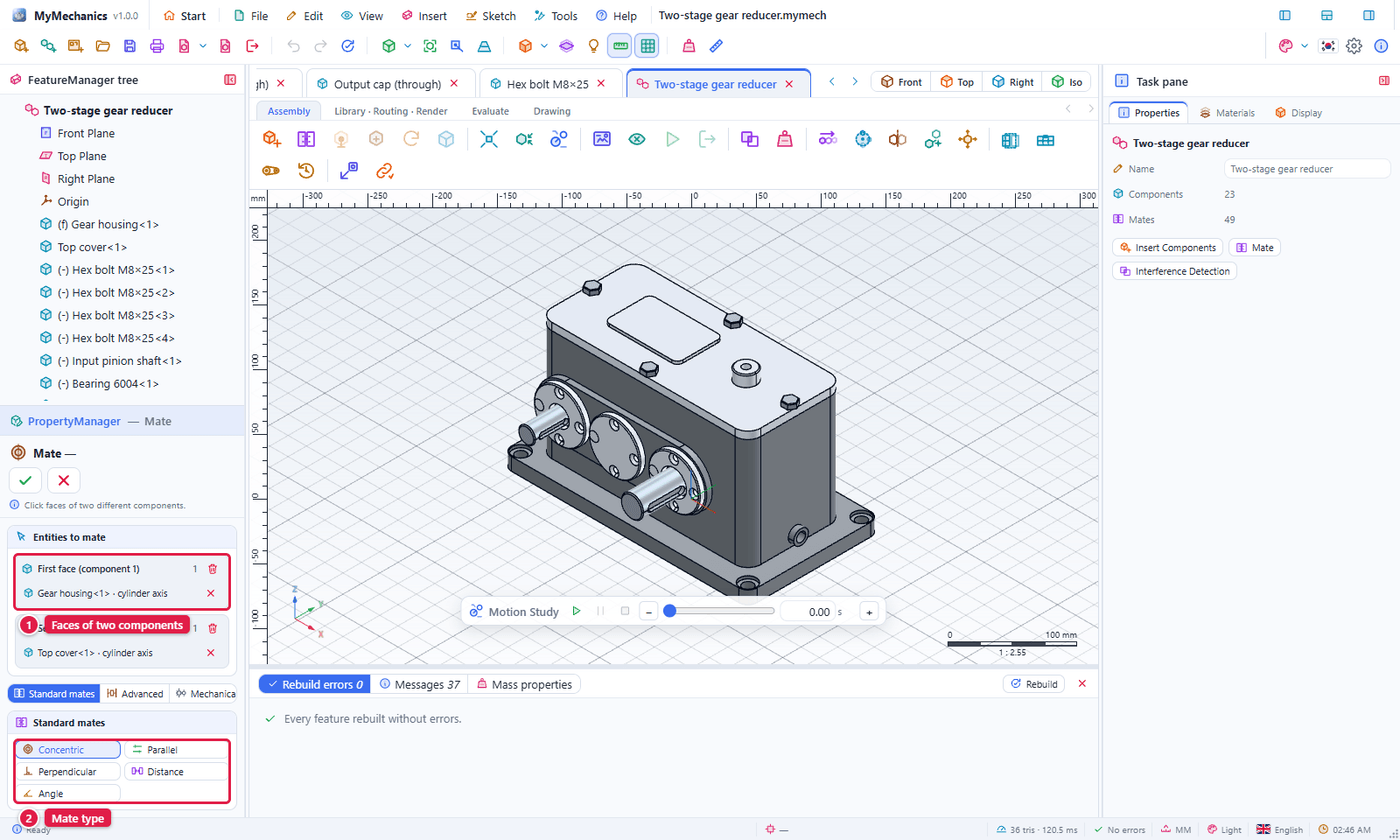 MyMechanics v1.0.0
Start
File
Edit
View
Insert
Sketch
Tools
Help
Two-stage gear reducer.mymech
FeatureManager tree
Two-stage gear reducer
Front Plane
Top Plane
Right Plane
Origin
(f) Gear housing<1>
Top cover<1>
(-) Hex bolt M8×25<1>
(-) Hex bolt M8×25<2>
(-) Hex bolt M8×25<3>
(-) Hex bolt M8×25<4>
(-) Input pinion shaft<1>
(-) Bearing 6004<1>
PropertyManager — Mate
Mate —
Click faces of two different components.
Entities to mate
First face (component 1) 1
Gear housing<1> · cylinder axis
1 Faces of two components 1
Top cover<1> · cylinder axis
Standard mates
Advanced
Mechanica
Standard mates
Concentric
Parallel
Perpendicular
Distance
Angle
2 Mate type
Ready
Output cap (through)
Hex bolt M8×25
Two-stage gear reducer
Front
Top
Right
Iso
Assembly
Library · Routing · Render
Evaluate
Drawing
mm
-300 -250 -200 -150 -100 -50 0 50 100 150 200 250 300
200
150
100
50
0
-50
-100
Z
Y
X
Motion Study
0.00 s
0 100 mm
1 : 2.55
Rebuild errors 0
Messages 37
Mass properties
Rebuild
Every feature rebuilt without errors.
Task pane
Properties
Materials
Display
Two-stage gear reducer
Name Two-stage gear reducer
Components 23
Mates 49
Insert Components
Mate
Interference Detection
—
36 tris · 120.5 ms
No errors
MM
Light
English
02:46 AM